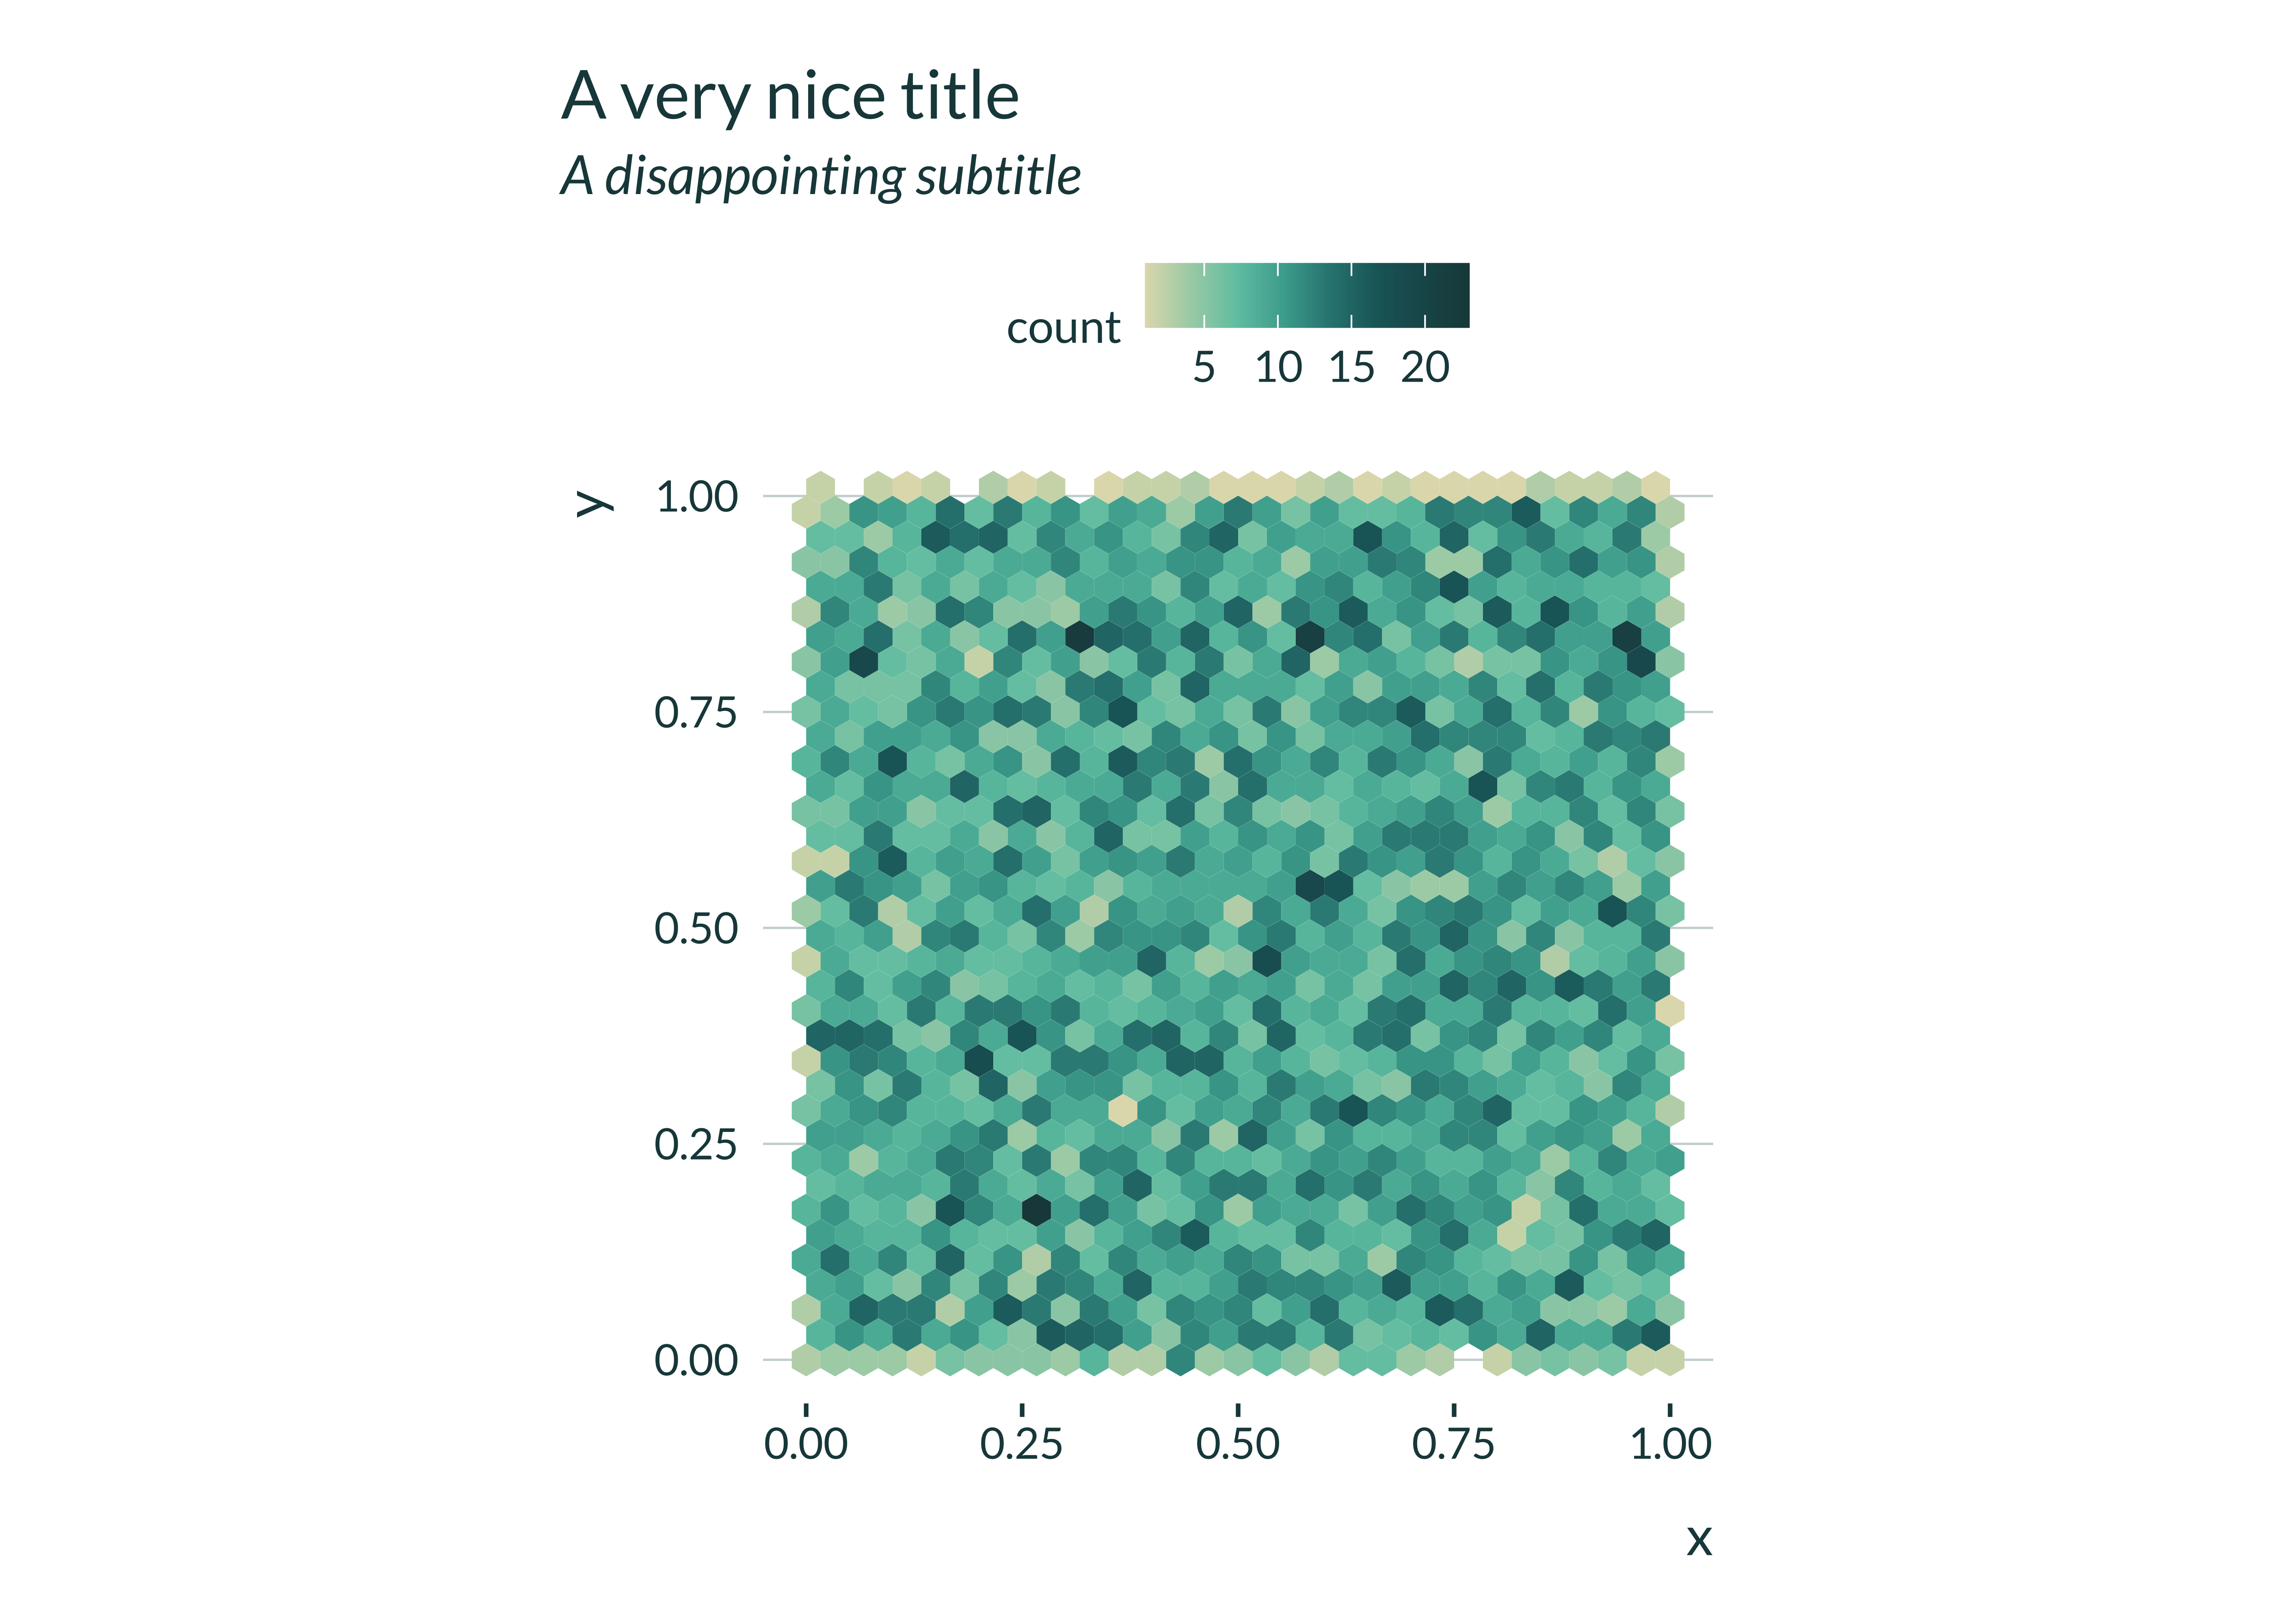 A very nice title
A disappointing subtitle
count
5 10 15 20
y
1.00
0.75
0.50
0.25
0.00
0.00 0.25 0.50 0.75 1.00
x